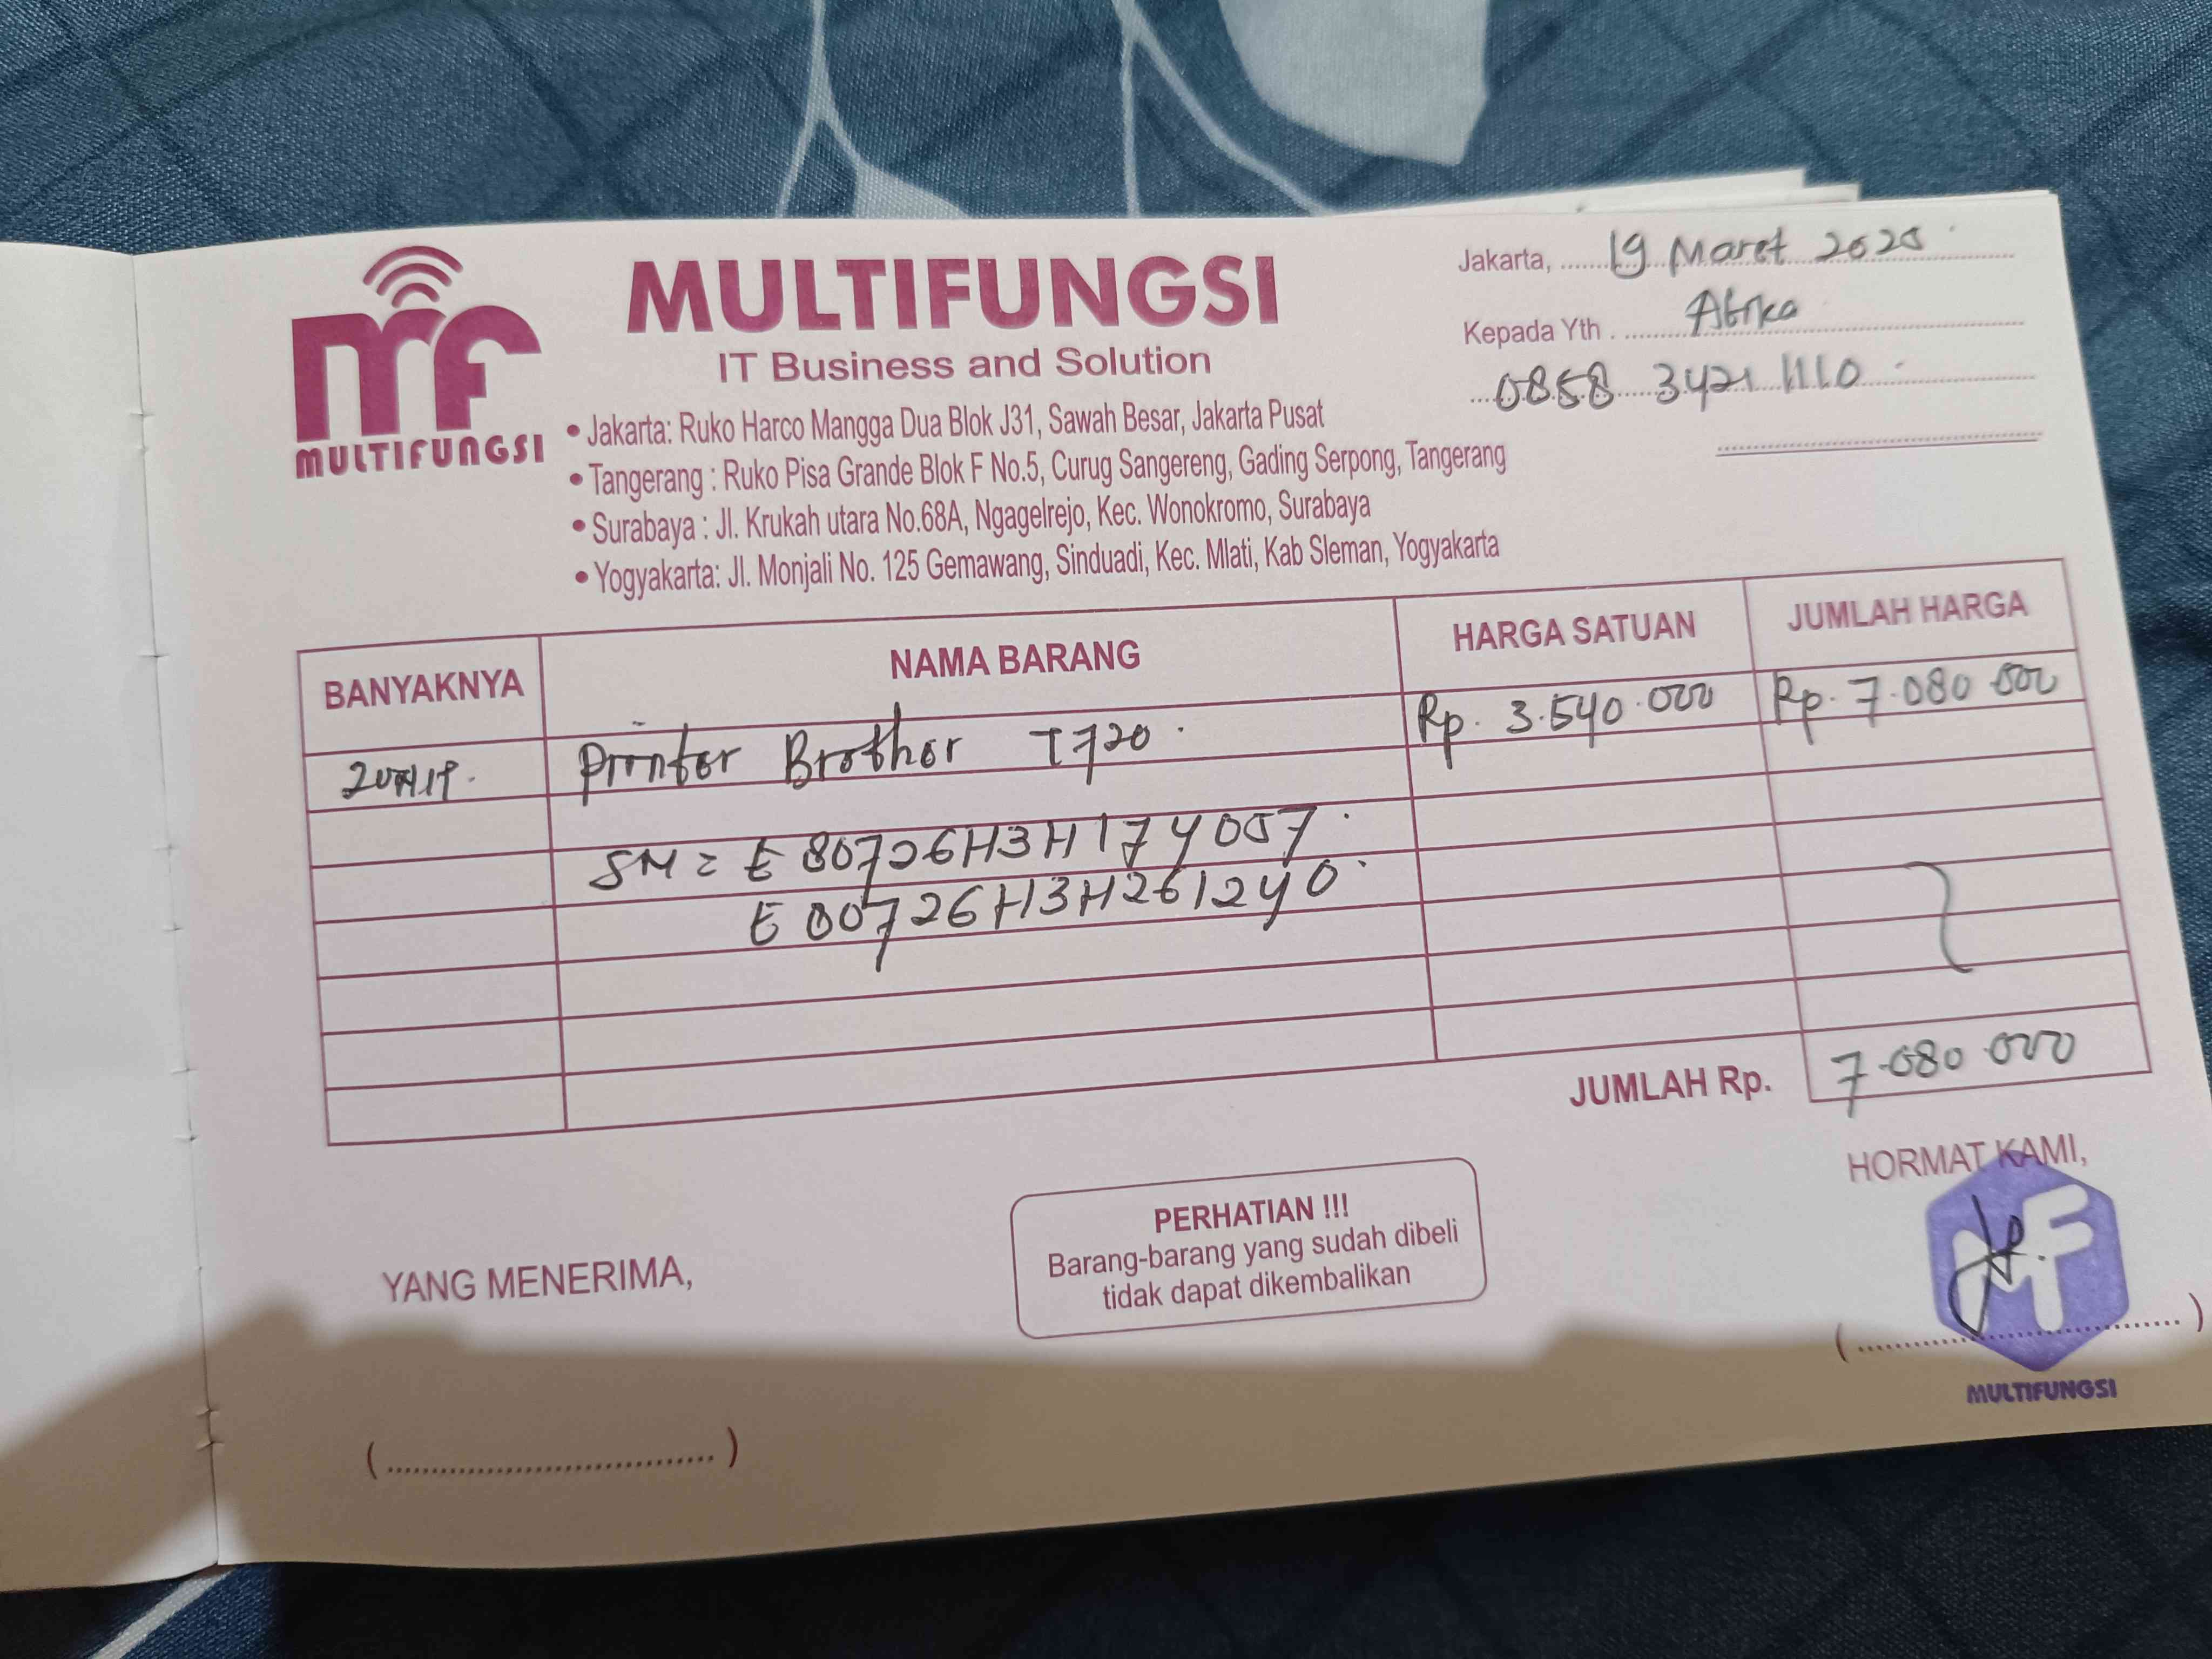 mf
MULTIFUNGSI
MULTIFUNGSI
IT Business and Solution
• Jakarta: Ruko Harco Mangga Dua Blok J31, Sawah Besar, Jakarta Pusat
• Tangerang : Ruko Pisa Grande Blok F No.5, Curug Sangereng, Gading Serpong, Tangerang
• Surabaya : Jl. Krukah utara No.68A, Ngagelrejo, Kec. Wonokromo, Surabaya
• Yogyakarta: Jl. Monjali No. 125 Gemawang, Sinduadi, Kec. Mlati, Kab Sleman, Yogyakarta
Jakarta, 19 Maret
Kepada Yth .
0858 3421 1110
BANYAKNYA NAMA BARANG HARGA SATUAN JUMLAH HARGA
2 unit. Printer Brother T720. Rp. 3.540.000 Rp. 7.080.000
SN = E80726H3H174057.
E80726H3H261240.
JUMLAH Rp. 7.080.000
HORMAT KAMI,
PERHATIAN !!!
Barang-barang yang sudah dibeli
tidak dapat dikembalikan
YANG MENERIMA,
MF
MULTIFUNGSI